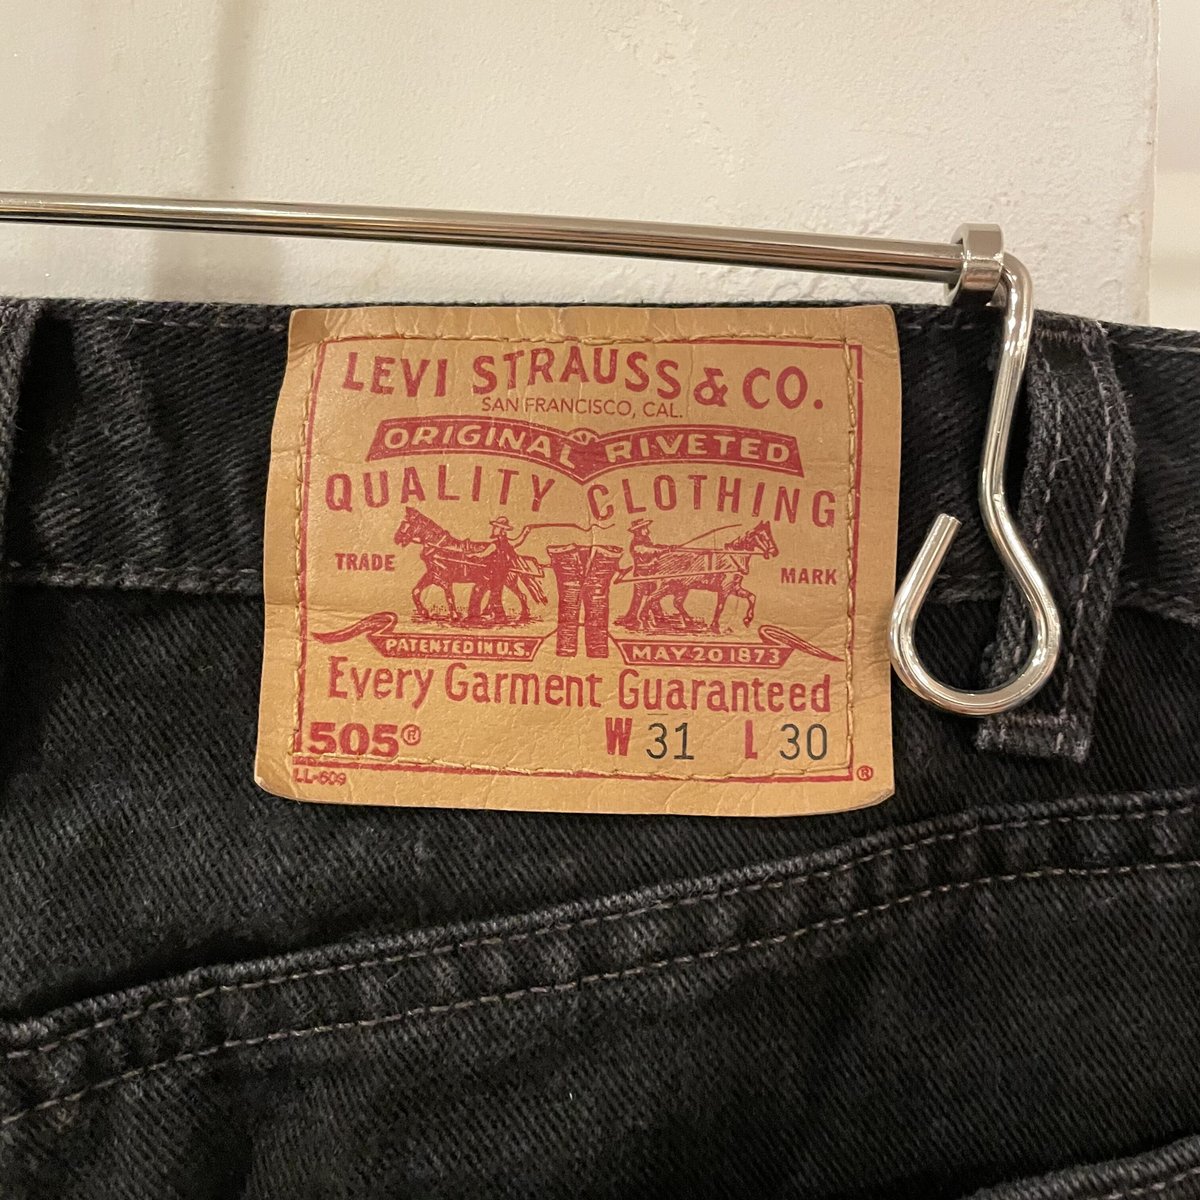 LEVI STRAUSS & CO.
SAN FRANCISCO, CAL.
ORIGINAL RIVETED
QUALITY CLOTHING
TRADE MARK
PATENTED IN U.S. MAY 20 1873
Every Garment Guaranteed
505® W 31 L 30
LL-609 ®